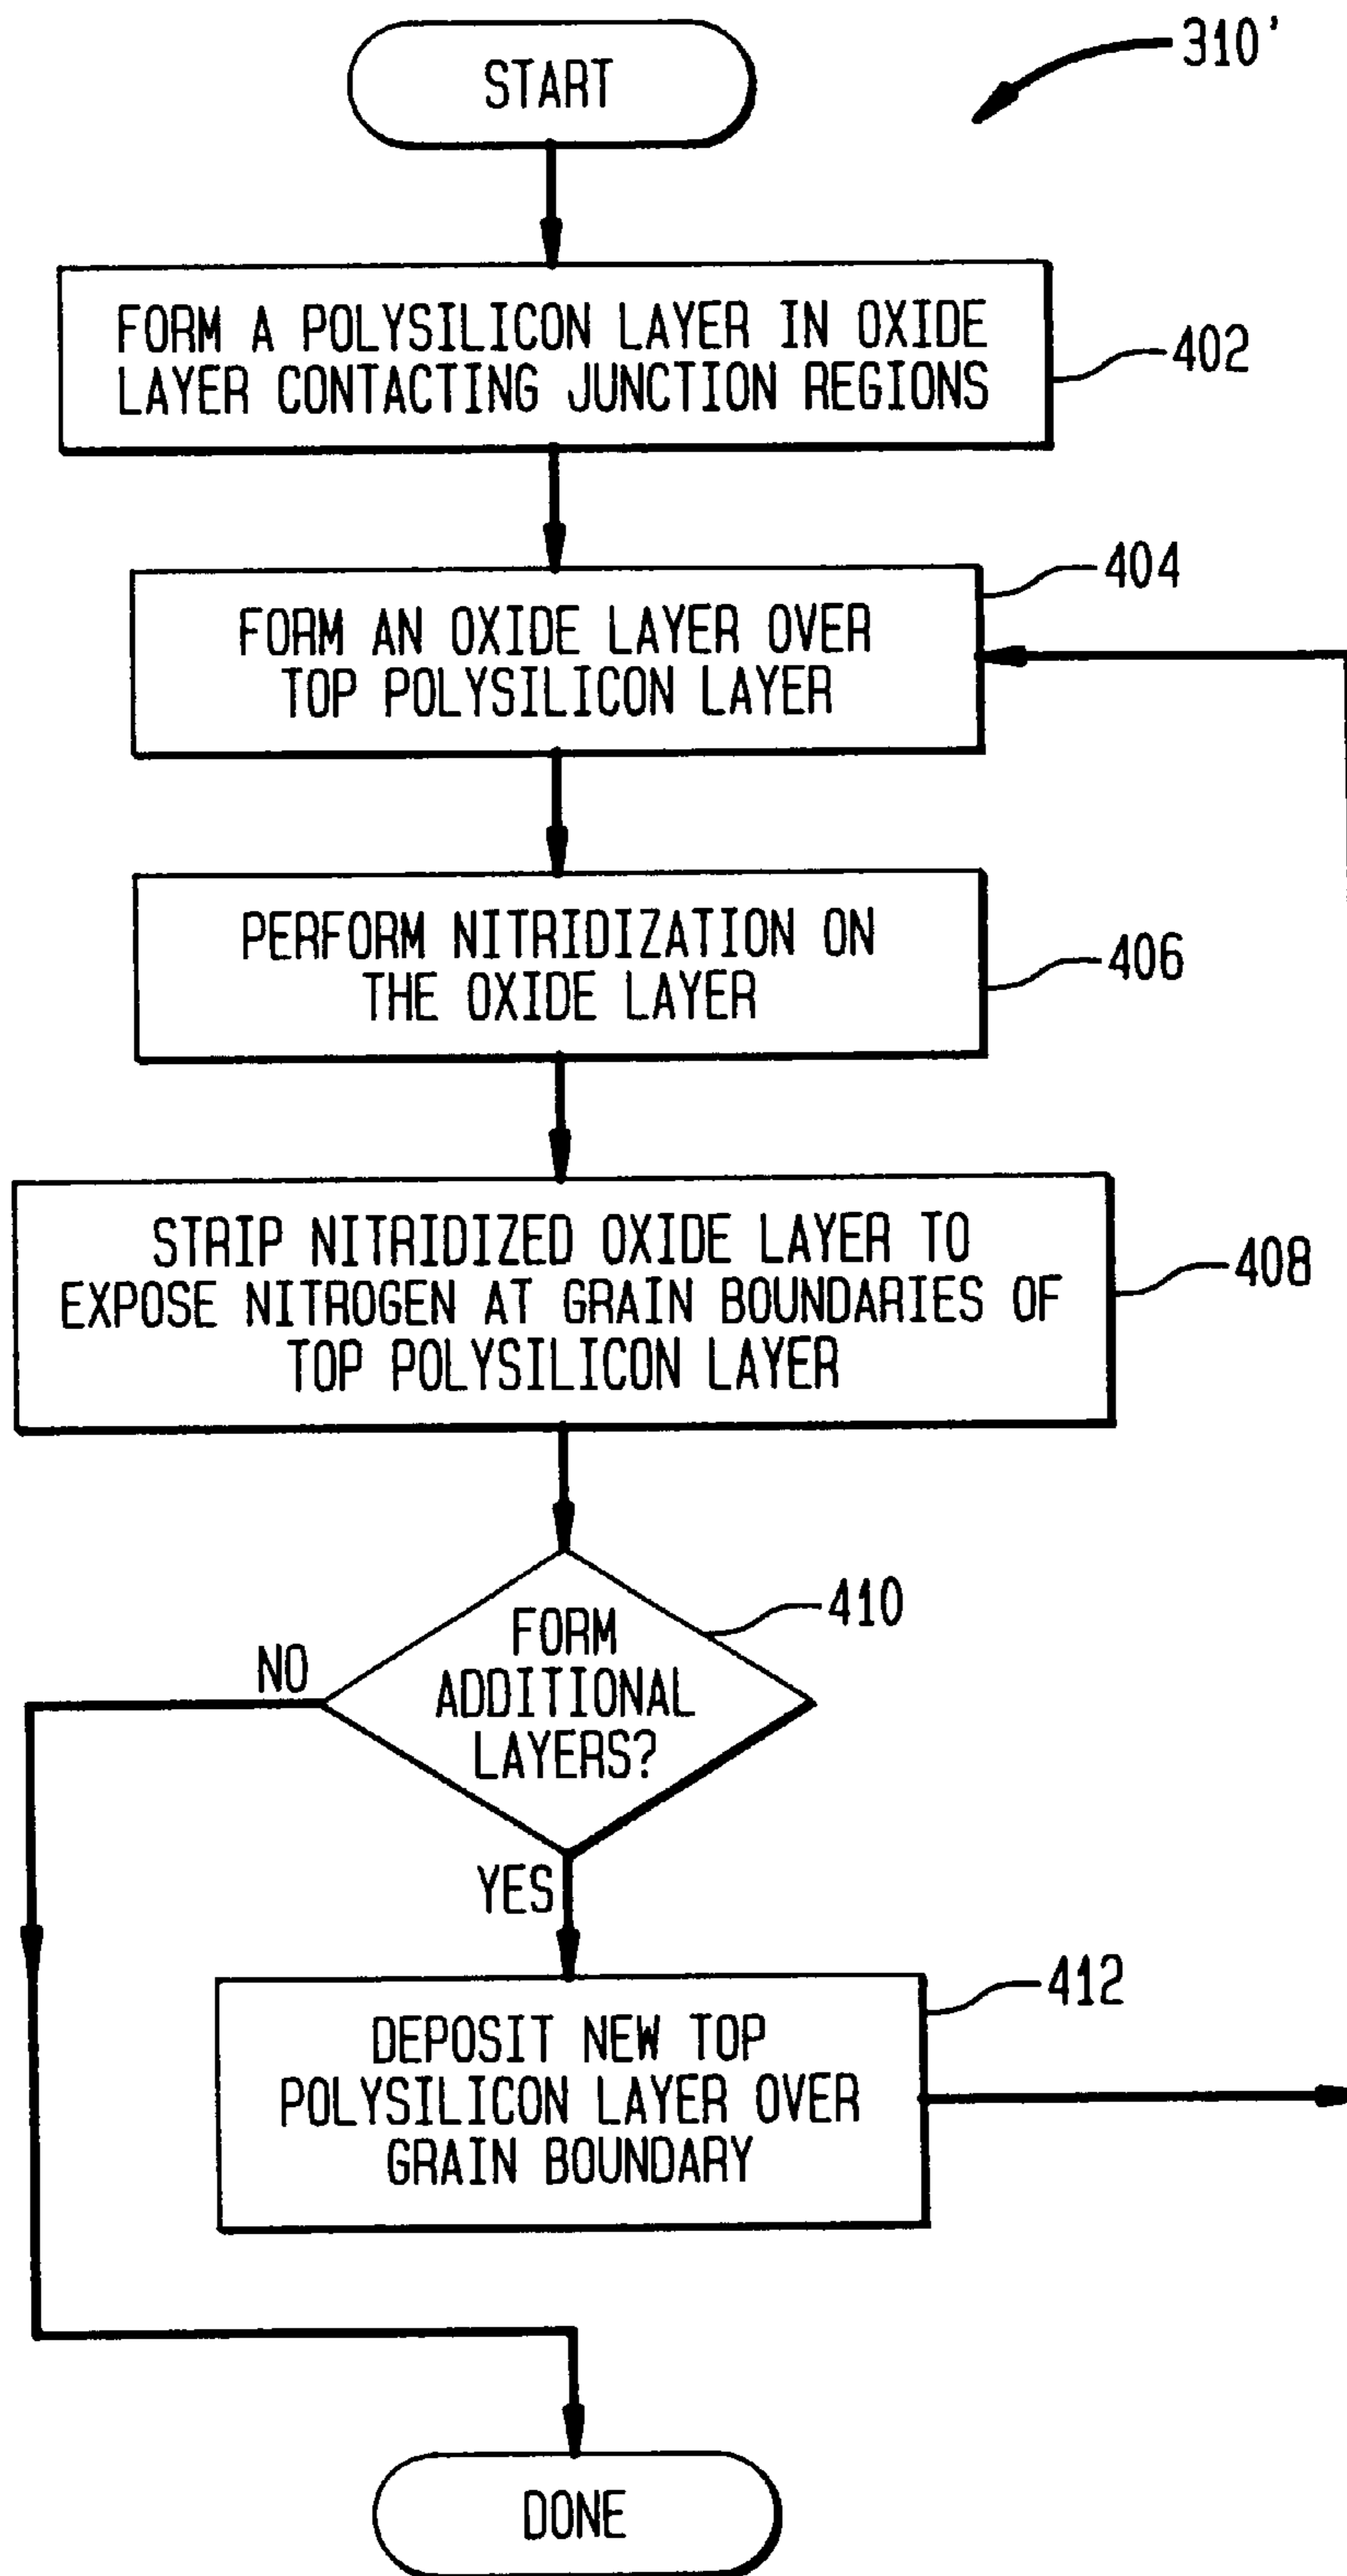 START
310'
FORM A POLYSILICON LAYER IN OXIDE
LAYER CONTACTING JUNCTION REGIONS
402
FORM AN OXIDE LAYER OVER
TOP POLYSILICON LAYER
404
PERFORM NITRIDIZATION ON
THE OXIDE LAYER
406
STRIP NITRIDIZED OXIDE LAYER TO
EXPOSE NITROGEN AT GRAIN BOUNDARIES OF
TOP POLYSILICON LAYER
408
FORM
ADDITIONAL
LAYERS?
410
NO
YES
DEPOSIT NEW TOP
POLYSILICON LAYER OVER
GRAIN BOUNDARY
412
DONE